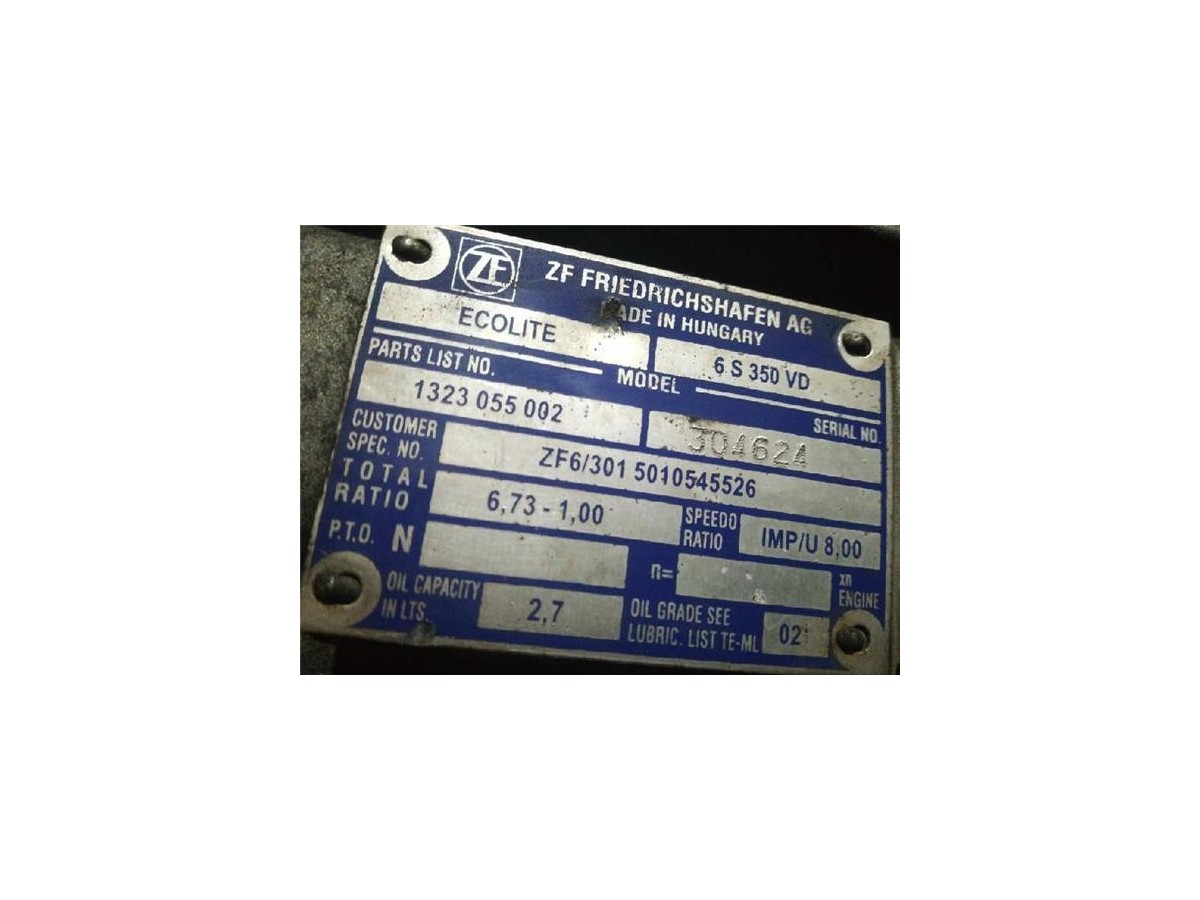 ZF
ZF FRIEDRICHSHAFEN AG
MADE IN HUNGARY
ECOLITE
6 S 350 VD
PARTS LIST NO.
MODEL
1323 055 002
SERIAL NO.
304624
CUSTOMER
SPEC. NO.
ZF6/301 5010545526
TOTAL
RATIO
6,73 - 1,00
SPEEDO
RATIO
IMP/U 8,00
P.T.O. N
n=
xn
ENGINE
OIL CAPACITY
IN LTS.
2,7
OIL GRADE SEE
LUBRIC. LIST TE-ML
02